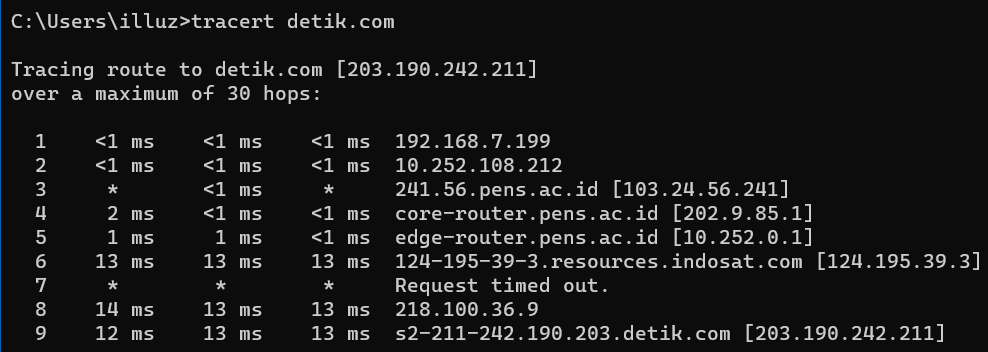 C:\Users\illuz>tracert detik.com
Tracing route to detik.com [203.190.242.211]
over a maximum of 30 hops:
1 <1 ms <1 ms <1 ms 192.168.7.199
2 <1 ms <1 ms <1 ms 10.252.108.212
3 * <1 ms * 241.56.pens.ac.id [103.24.56.241]
4 2 ms <1 ms <1 ms core-router.pens.ac.id [202.9.85.1]
5 1 ms 1 ms <1 ms edge-router.pens.ac.id [10.252.0.1]
6 13 ms 13 ms 13 ms 124-195-39-3.resources.indosat.com [124.195.39.3]
7 * * * Request timed out.
8 14 ms 13 ms 13 ms 218.100.36.9
9 12 ms 13 ms 13 ms s2-211-242.190.203.detik.com [203.190.242.211]